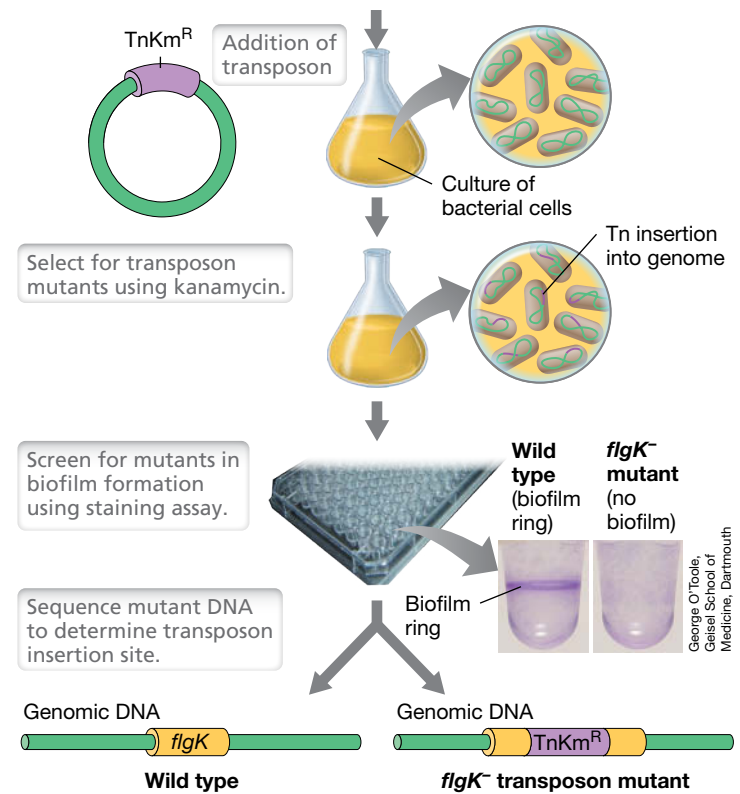 TnKmR
Addition of
transposon
Culture of
bacterial cells
Select for transposon
mutants using kanamycin.
Tn insertion
into genome
Screen for mutants in
biofilm formation
using staining assay.
Wild
type
(biofilm
ring)
flgK–
mutant
(no
biofilm)
George O'Toole,
Geisel School of
Medicine, Dartmouth
Biofilm
ring
Sequence mutant DNA
to determine transposon
insertion site.
Genomic DNA
flgK
Wild type
Genomic DNA
TnKmR
flgK– transposon mutant